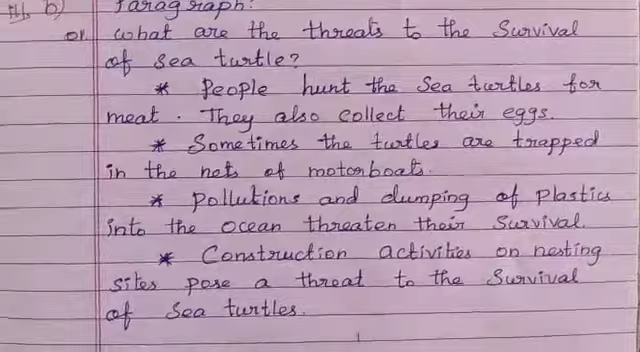 III. b) Paragraph:
01. What are the threats to the Survival
of sea turtle?
* People hunt the Sea turtles for
meat. They also collect their eggs.
* Sometimes the turtles are trapped
in the nets of motorboats.
* Pollutions and dumping of Plastics
into the ocean threaten their Survival.
* Construction activities on nesting
sites pose a threat to the Survival
of Sea turtles.